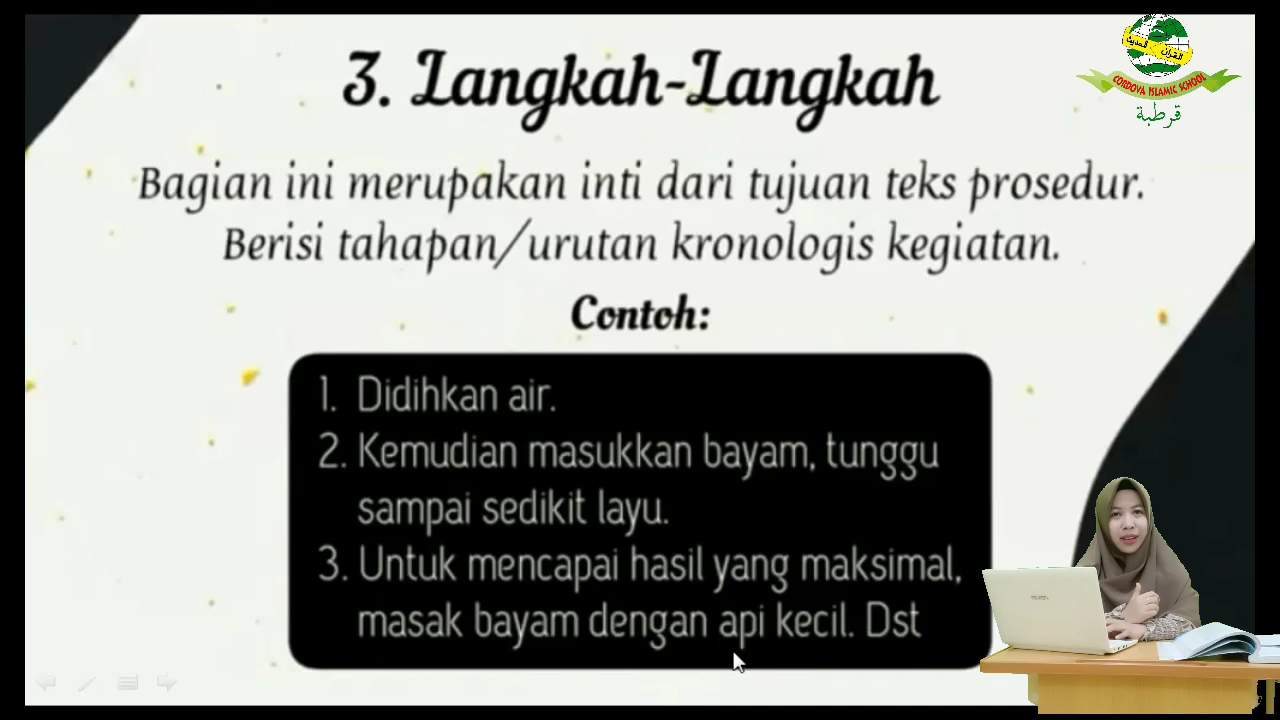 3. Langkah-Langkah
القرآن الحديث
CORDOVA ISLAMIC SCHOOL
قرطبة
Bagian ini merupakan inti dari tujuan teks prosedur.
Berisi tahapan/urutan kronologis kegiatan.
Contoh:
1. Didihkan air.
2. Kemudian masukkan bayam, tunggu
sampai sedikit layu.
3. Untuk mencapai hasil yang maksimal,
masak bayam dengan api kecil. Dst